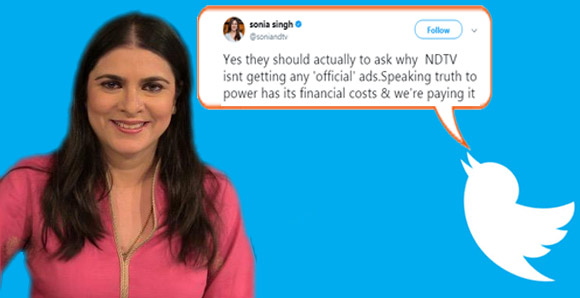 sonia singh
@soniandtv
Follow
Yes they should actually to ask why NDTV
isnt getting any 'official' ads.Speaking truth to
power has its financial costs & we're paying it